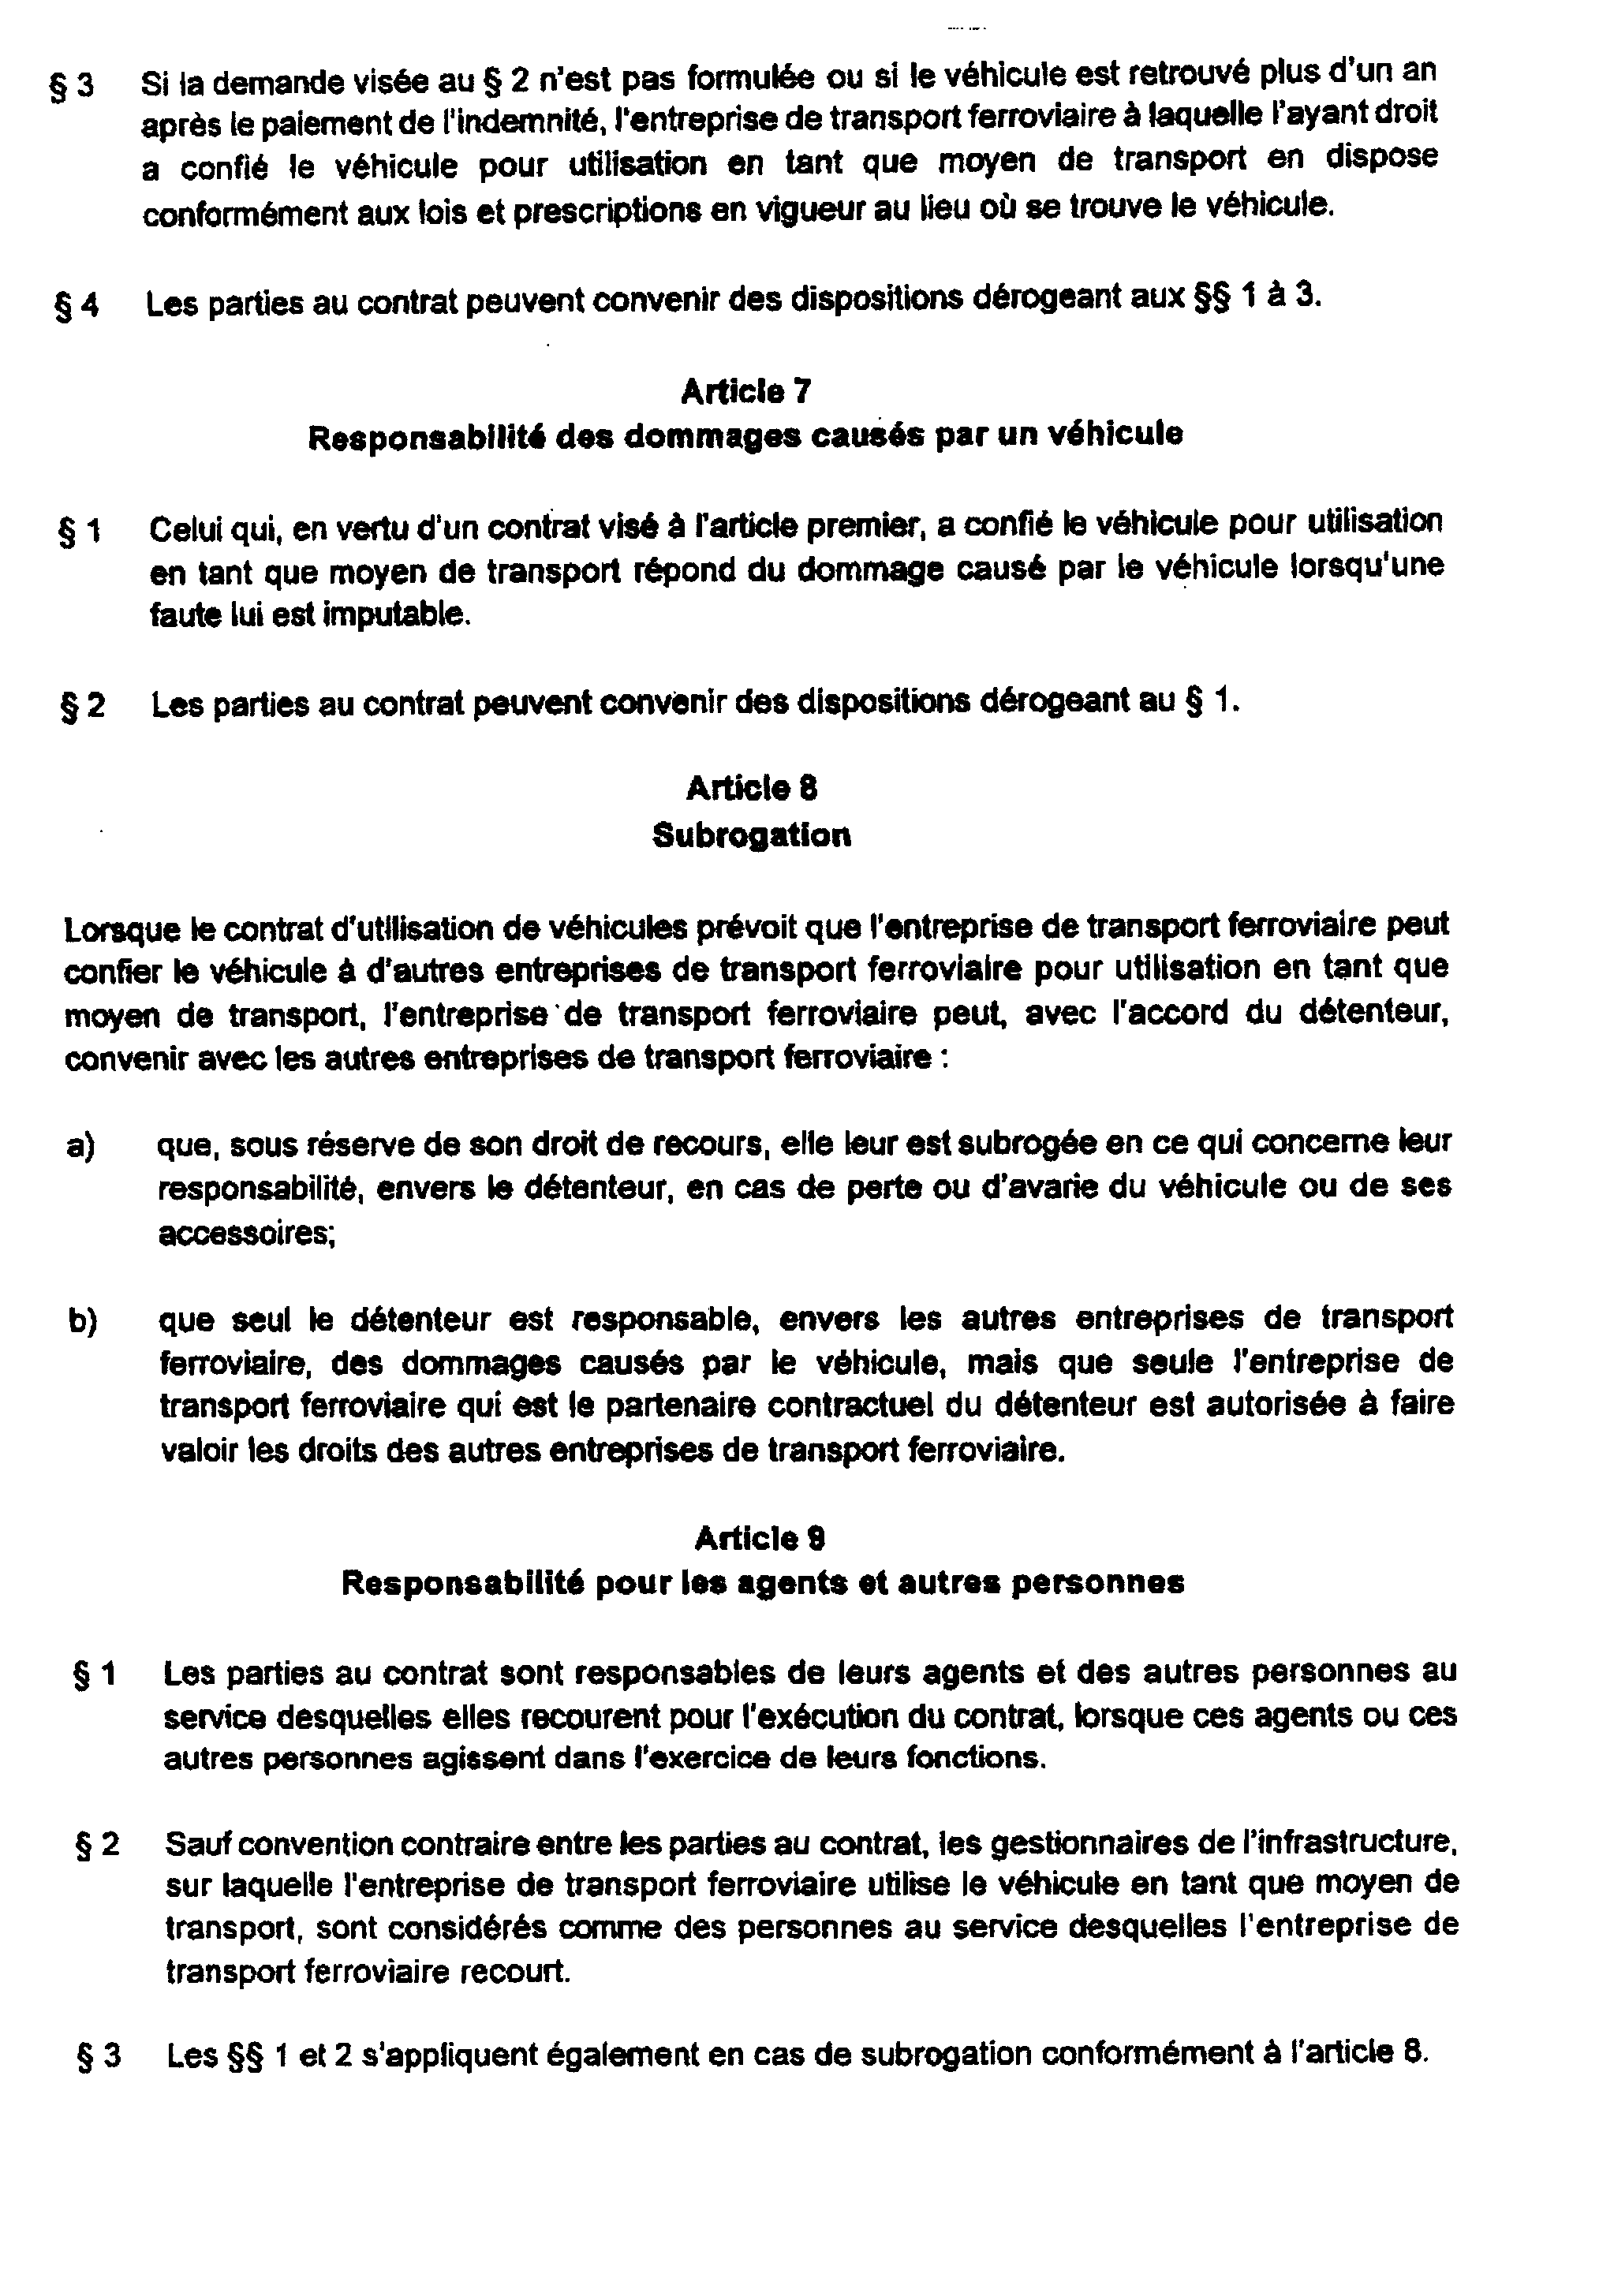 § 3 Si la demande visée au § 2 n'est pas formulée ou si le véhicule est retrouvé plus d'un an
après le paiement de l'indemnité, l'entreprise de transport ferroviaire à laquelle l'ayant droit
a confié le véhicule pour utilisation en tant que moyen de transport en dispose
conformément aux lois et prescriptions en vigueur au lieu où se trouve le véhicule.
§ 4 Les parties au contrat peuvent convenir des dispositions dérogeant aux §§ 1 à 3.
Article 7
Responsabilité des dommages causés par un véhicule
§ 1 Celui qui, en vertu d'un contrat visé à l'article premier, a confié le véhicule pour utilisation
en tant que moyen de transport répond du dommage causé par le véhicule lorsqu'une
faute lui est imputable.
§ 2 Les parties au contrat peuvent convenir des dispositions dérogeant au § 1.
Article 8
Subrogation
Lorsque le contrat d'utilisation de véhicules prévoit que l'entreprise de transport ferroviaire peut
confier le véhicule à d'autres entreprises de transport ferroviaire pour utilisation en tant que
moyen de transport, l'entreprise de transport ferroviaire peut, avec l'accord du détenteur,
convenir avec les autres entreprises de transport ferroviaire :
a) que, sous réserve de son droit de recours, elle leur est subrogée en ce qui concerne leur
responsabilité, envers le détenteur, en cas de perte ou d'avarie du véhicule ou de ses
accessoires;
b) que seul le détenteur est responsable, envers les autres entreprises de transport
ferroviaire, des dommages causés par le véhicule, mais que seule l'entreprise de
transport ferroviaire qui est le partenaire contractuel du détenteur est autorisée à faire
valoir les droits des autres entreprises de transport ferroviaire.
Article 9
Responsabilité pour les agents et autres personnes
§ 1 Les parties au contrat sont responsables de leurs agents et des autres personnes au
service desquelles elles recourent pour l'exécution du contrat, lorsque ces agents ou ces
autres personnes agissent dans l'exercice de leurs fonctions.
§ 2 Sauf convention contraire entre les parties au contrat, les gestionnaires de l'infrastructure,
sur laquelle l'entreprise de transport ferroviaire utilise le véhicule en tant que moyen de
transport, sont considérés comme des personnes au service desquelles l'entreprise de
transport ferroviaire recourt.
§ 3 Les §§ 1 et 2 s'appliquent également en cas de subrogation conformément à l'article 8.